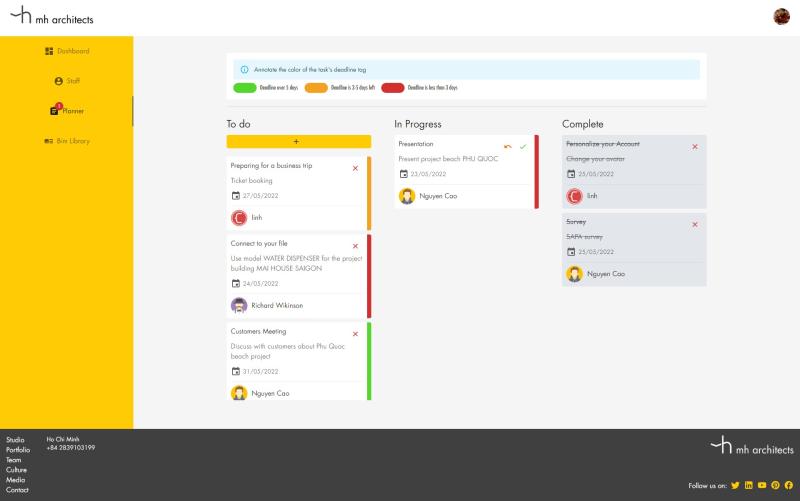 mh architects
Dashboard
Staff
1
Planner
Bim Library
Annotate the color of the task's deadline tag
Deadline over 5 days
Deadline is 3-5 days left
Deadline is less than 3 days
To do
+
Preparing for a business trip
Ticket booking
27/05/2022
linh
Connect to your file
Use model WATER DISPENSER for the project
building MAI HOUSE SAIGON
24/05/2022
Richard Wikinson
Customers Meeting
Discuss with customers about Phu Quoc
beach project
31/05/2022
Nguyen Cao
In Progress
Presentation
Present project beach PHU QUOC
23/05/2022
Nguyen Cao
Complete
Personalize your Account
Change your avatar
25/05/2022
linh
Survey
SAPA survey
25/05/2022
Nguyen Cao
Studio
Portfolio
Team
Culture
Media
Contact
Ho Chi Minh
+84 2839103199
mh architects
Follow us on: